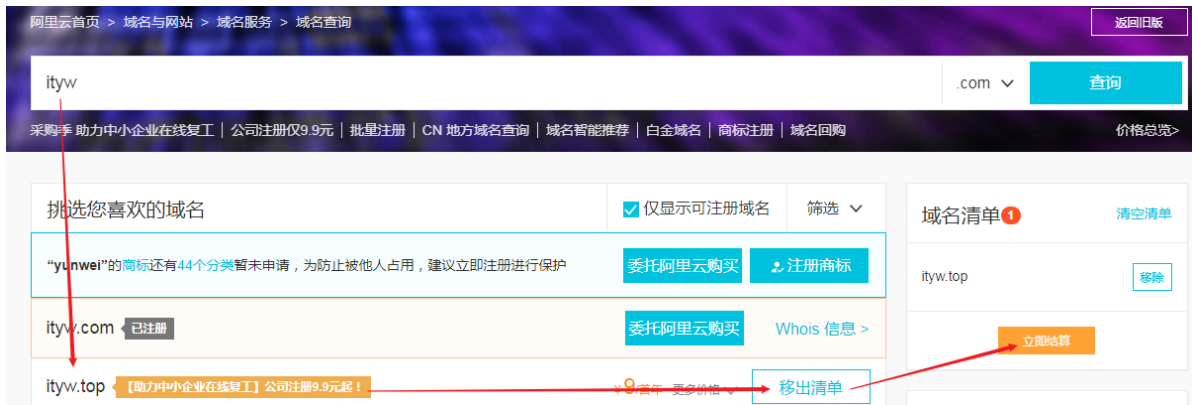 阿里云首页 > 域名与网站 > 域名服务 > 域名查询
返回旧版
ityw
.com
查询
采购季 助力中小企业在线复工 | 公司注册仅9.9元 | 批量注册 | CN 地方域名查询 | 域名智能推荐 | 白金域名 | 商标注册 | 域名回购
价格总览>
挑选您喜欢的域名
仅显示可注册域名
筛选
“yunwei”的商标还有44个分类暂未申请，为防止被他人占用，建议立即注册进行保护
委托阿里云购买
注册商标
ityw.com
已注册
委托阿里云购买
Whois 信息 >
ityw.top
【助力中小企业在线复工】公司注册9.9元起！
¥ 9/首年
更多价格
移出清单
域名清单 1
清空清单
ityw.top
移除
立即结算